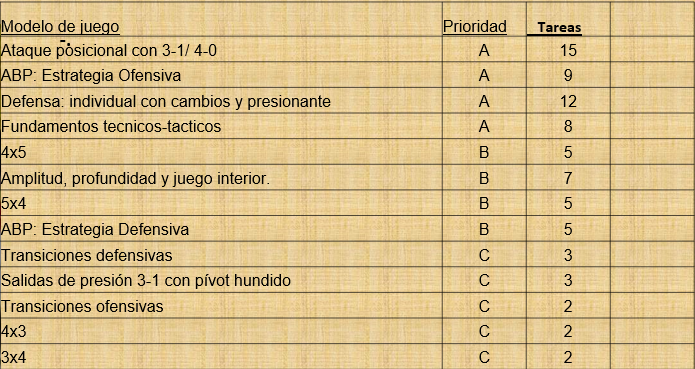 Modelo de juego Prioridad Tareas
Ataque posicional con 3-1/ 4-0 A 15
ABP: Estrategia Ofensiva A 9
Defensa: individual con cambios y presionante A 12
Fundamentos tecnicos-tacticos A 8
4x5 B 5
Amplitud, profundidad y juego interior. B 7
5x4 B 5
ABP: Estrategia Defensiva B 5
Transiciones defensivas C 3
Salidas de presión 3-1 con pívot hundido C 3
Transiciones ofensivas C 2
4x3 C 2
3x4 C 2